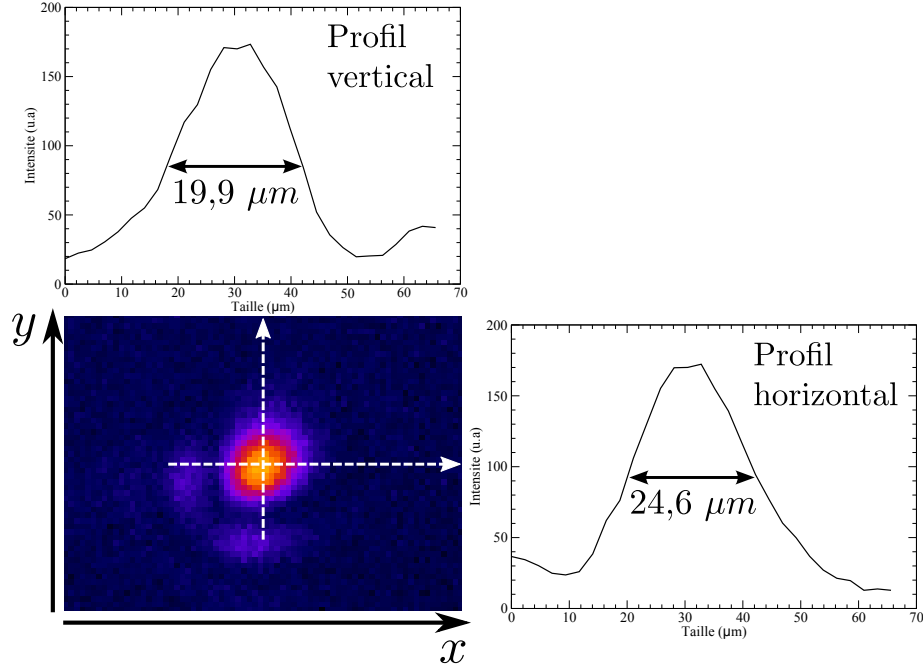 200
150
100
50
0
Intensite (u.a)
Profil
vertical
19,9 μm
0 10 20 30 40 50 60 70
Taille (μm)
y
x
200
150
100
50
0
Intensite (u.a)
Profil
horizontal
24,6 μm
0 10 20 30 40 50 60 70
Taille (μm)